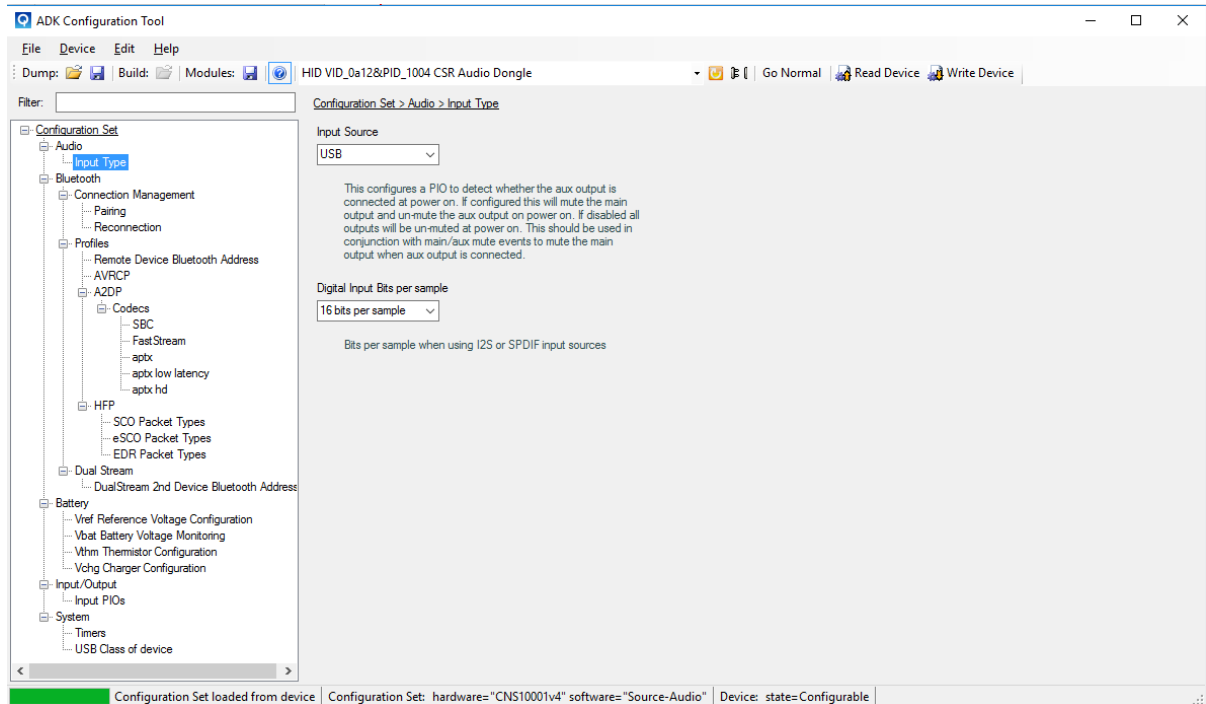 ADK Configuration Tool
File Device Edit Help
Dump: Build: Modules: HID VID_0a12&PID_1004 CSR Audio Dongle Go Normal Read Device Write Device
Filter:
Configuration Set > Audio > Input Type
Configuration Set
Audio
Input Type
Bluetooth
Connection Management
Pairing
Reconnection
Profiles
Remote Device Bluetooth Address
AVRCP
A2DP
Codecs
SBC
FastStream
aptx
aptx low latency
aptx hd
HFP
SCO Packet Types
eSCO Packet Types
EDR Packet Types
Dual Stream
DualStream 2nd Device Bluetooth Address
Battery
Vref Reference Voltage Configuration
Vbat Battery Voltage Monitoring
Vthm Thermistor Configuration
Vchg Charger Configuration
Input/Output
Input PIOs
System
Timers
USB Class of device
Input Source
USB
This configures a PIO to detect whether the aux output is
connected at power on. If configured this will mute the main
output and un-mute the aux output on power on. If disabled all
outputs will be un-muted at power on. This should be used in
conjunction with main/aux mute events to mute the main
output when aux output is connected.
Digital Input Bits per sample
16 bits per sample
Bits per sample when using I2S or SPDIF input sources
Configuration Set loaded from device Configuration Set: hardware="CNS10001v4" software="Source-Audio" Device: state=Configurable